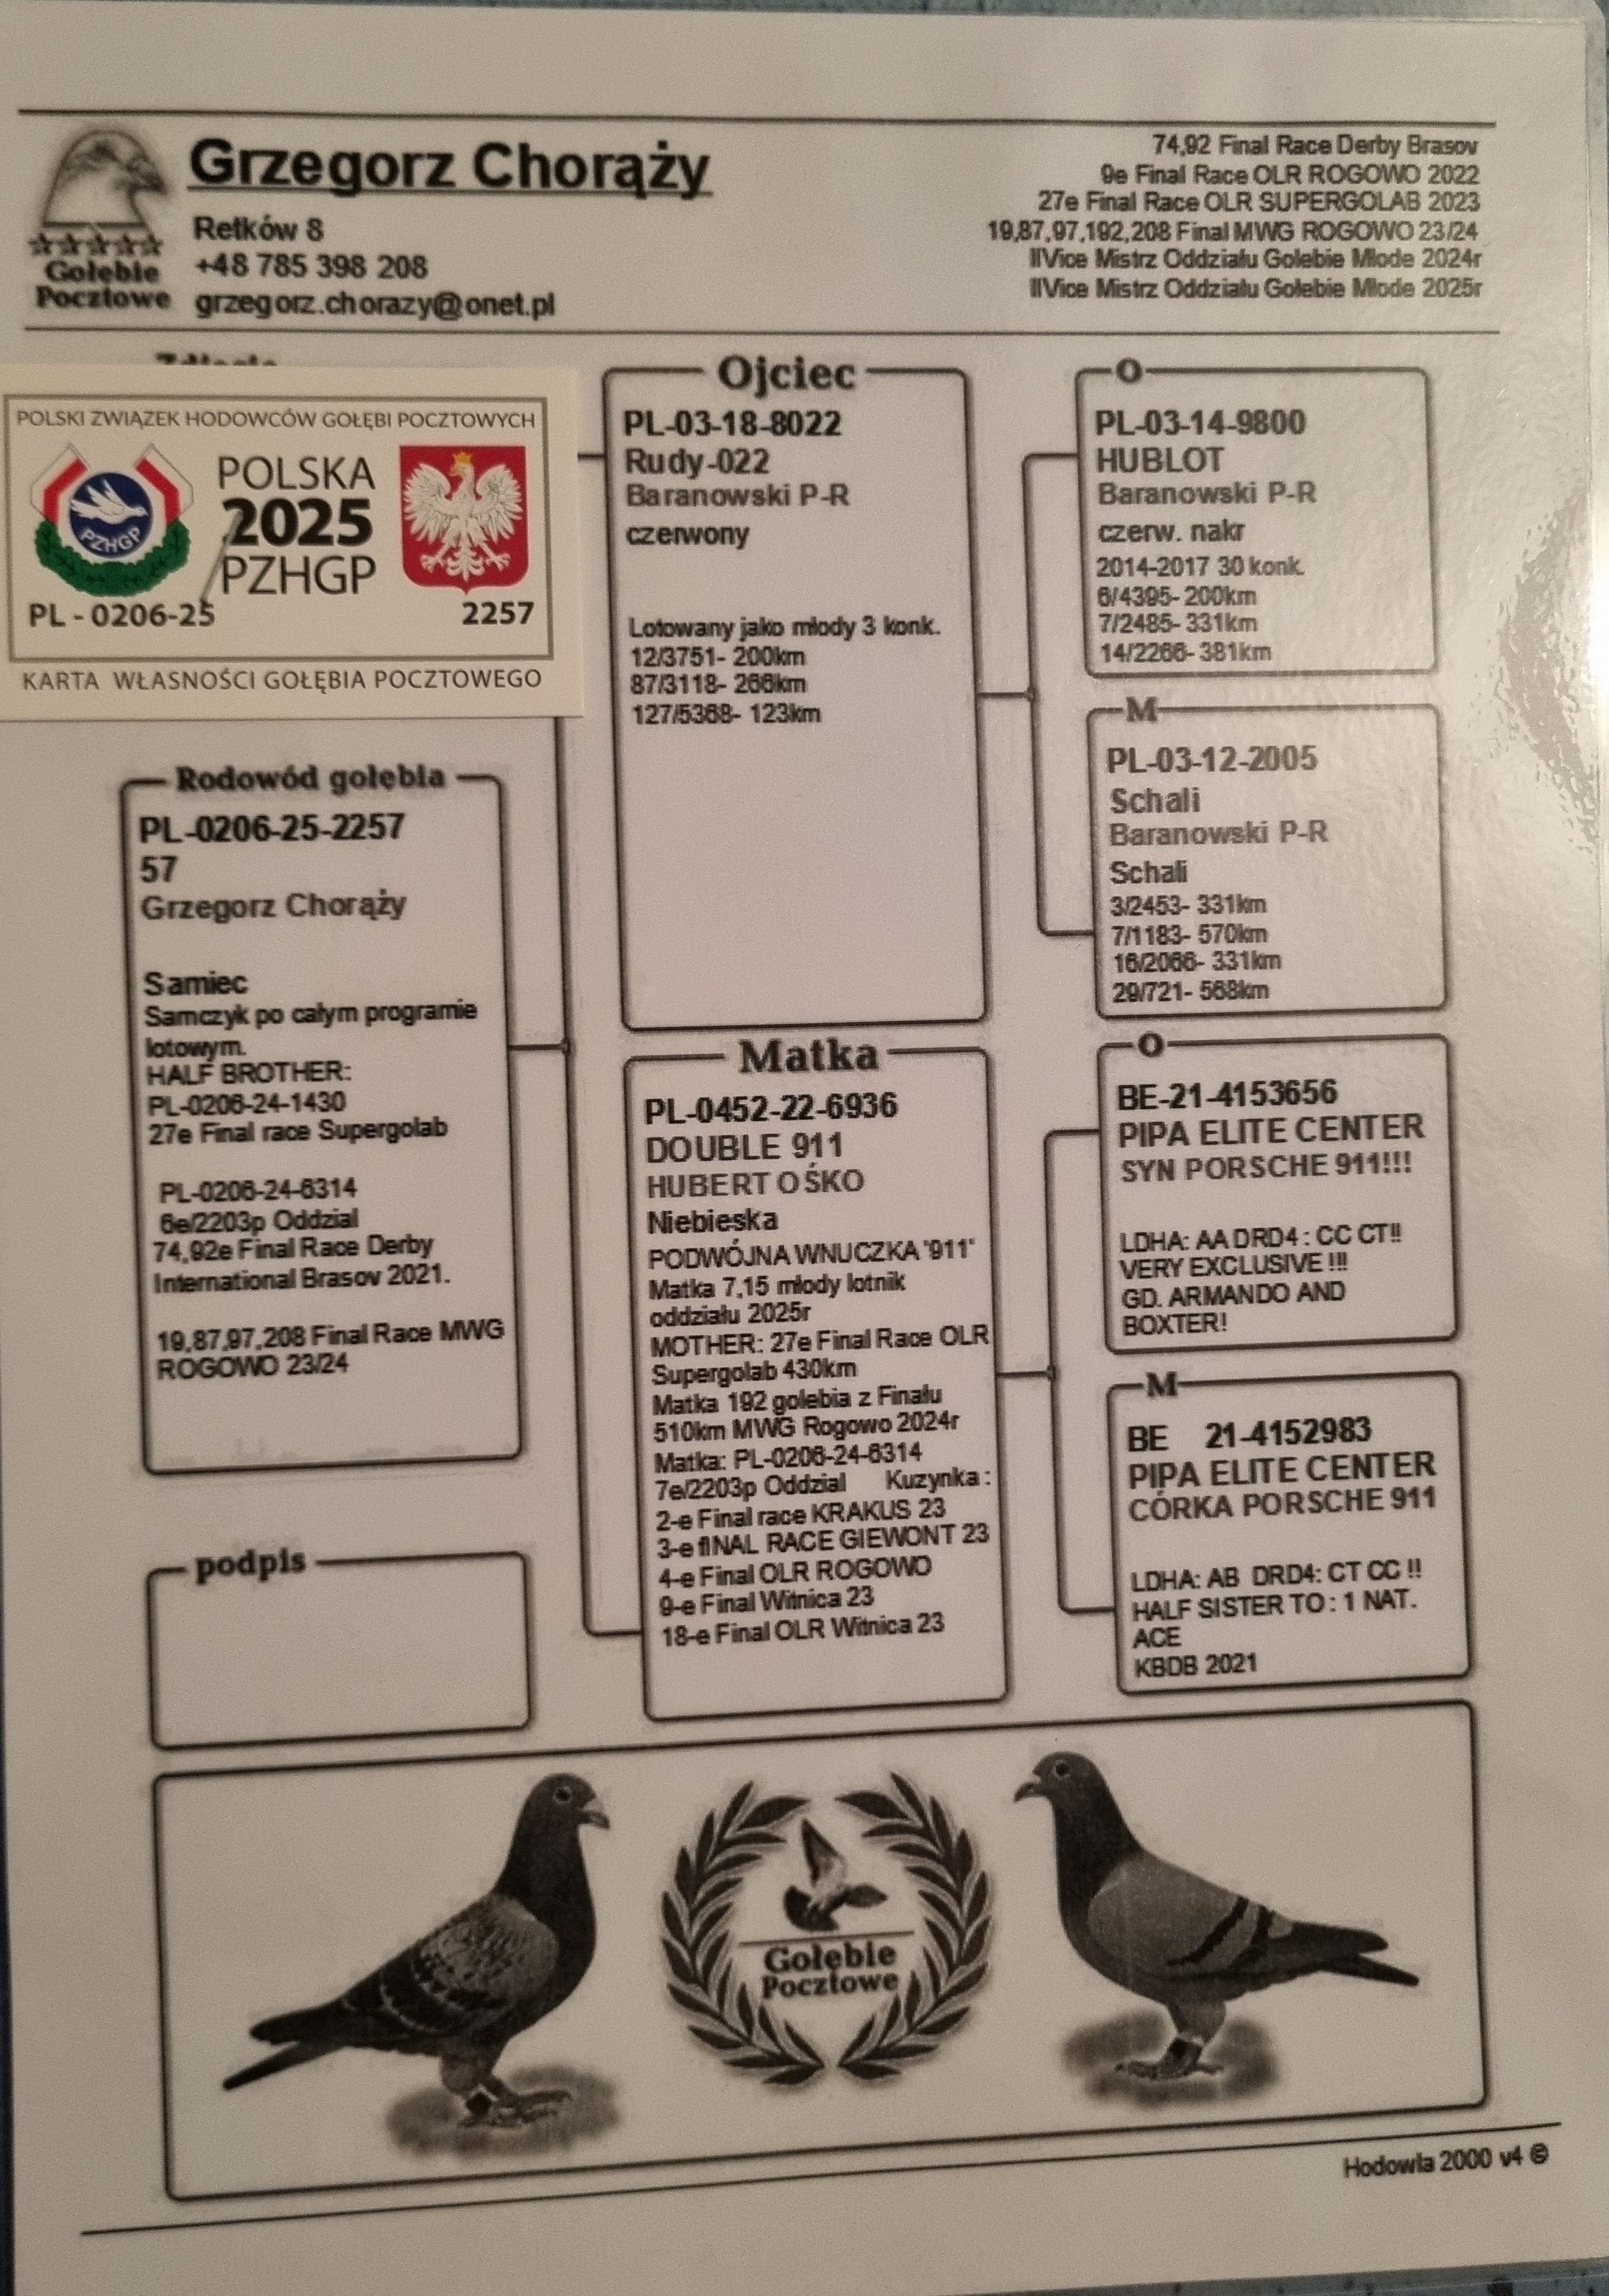 Grzegorz Chorąży
Retków 8
+48 785 398 208
grzegorz.chorazy@onet.pl
Gołębie
Pocztowe
74,92 Final Race Derby Brasov
9e Final Race OLR ROGOWO 2022
27e Final Race OLR SUPERGOLAB 2023
19,87,97,192,208 Final MWG ROGOWO 23/24
IIVice Mistrz Oddziału Gołebie Młode 2024r
IIVice Mistrz Oddziału Gołebie Młode 2025r
POLSKI ZWIĄZEK HODOWCÓW GOŁĘBI POCZTOWYCH
PZHGP
POLSKA
2025
PZHGP
PL - 0206-25 2257
KARTA WŁASNOŚCI GOŁĘBIA POCZTOWEGO
Rodowód gołębia
PL-0206-25-2257
57
Grzegorz Chorąży
Samiec
Samczyk po całym programie
lotowym.
HALF BROTHER:
PL-0206-24-1430
27e Final race Supergolab
PL-0206-24-6314
6e/2203p Oddzial
74,92e Final Race Derby
International Brasov 2021.
19,87,97,208 Final Race MWG
ROGOWO 23/24
podpis
Ojciec
PL-03-18-8022
Rudy-022
Baranowski P-R
czerwony
Lotowany jako młody 3 konk.
12/3751- 200km
87/3118- 266km
127/5368- 123km
Matka
PL-0452-22-6936
DOUBLE 911
HUBERT OŚKO
Niebieska
PODWÓJNA WNUCZKA "911"
Matka 7,15 młody lotnik
oddziału 2025r
MOTHER: 27e Final Race OLR
Supergolab 430km
Matka 192 golebia z Finału
510km MWG Rogowo 2024r
Matka: PL-0206-24-6314
7e/2203p Oddzial Kuzynka :
2-e Final race KRAKUS 23
3-e fINAL RACE GIEWONT 23
4-e Final OLR ROGOWO
9-e Final Witnica 23
18-e Final OLR Witnica 23
O
PL-03-14-9800
HUBLOT
Baranowski P-R
czerw. nakr
2014-2017 30 konk.
6/4395- 200km
7/2485- 331km
14/2266- 381km
M
PL-03-12-2005
Schali
Baranowski P-R
Schali
3/2453- 331km
7/1183- 570km
16/2066- 331km
29/721- 568km
O
BE-21-4153656
PIPA ELITE CENTER
SYN PORSCHE 911!!!
LDHA: AA DRD4 : CC CT!!
VERY EXCLUSIVE !!!
GD. ARMANDO AND
BOXTER!
M
BE 21-4152983
PIPA ELITE CENTER
CÓRKA PORSCHE 911
LDHA: AB DRD4: CT CC !!
HALF SISTER TO : 1 NAT.
ACE
KBDB 2021
Gołębie
Pocztowe
Hodowla 2000 v4 ©